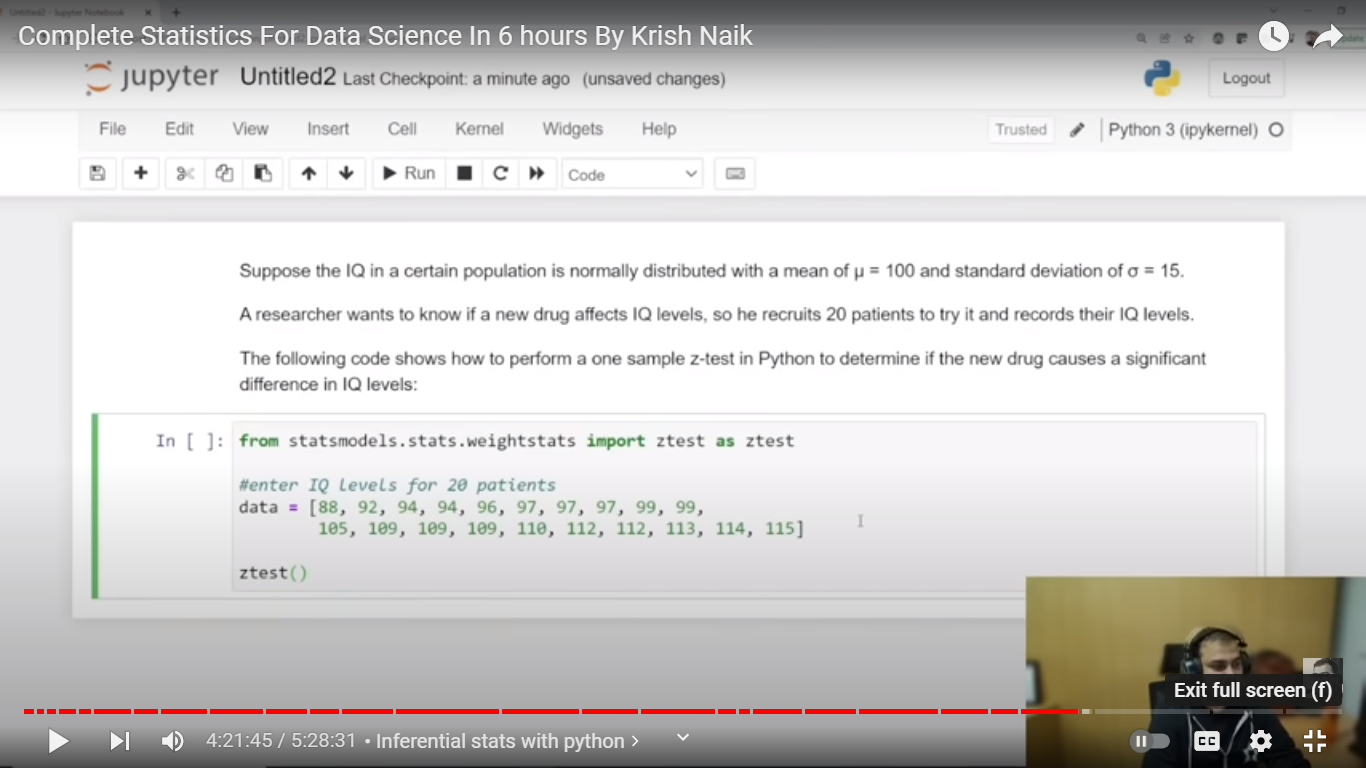 Untitled2 - Jupyter Notebook
Complete Statistics For Data Science In 6 hours By Krish Naik
jupyter Untitled2 Last Checkpoint: a minute ago (unsaved changes)
Logout
File Edit View Insert Cell Kernel Widgets Help
Trusted Python 3 (ipykernel)
Run Code
Suppose the IQ in a certain population is normally distributed with a mean of μ = 100 and standard deviation of σ = 15.
A researcher wants to know if a new drug affects IQ levels, so he recruits 20 patients to try it and records their IQ levels.
The following code shows how to perform a one sample z-test in Python to determine if the new drug causes a significant
difference in IQ levels:
In [ ]: from statsmodels.stats.weightstats import ztest as ztest
#enter IQ levels for 20 patients
data = [88, 92, 94, 94, 96, 97, 97, 97, 99, 99,
105, 109, 109, 109, 110, 112, 112, 113, 114, 115]
ztest()
Exit full screen (f)
4:21:45 / 5:28:31 • Inferential stats with python
CC